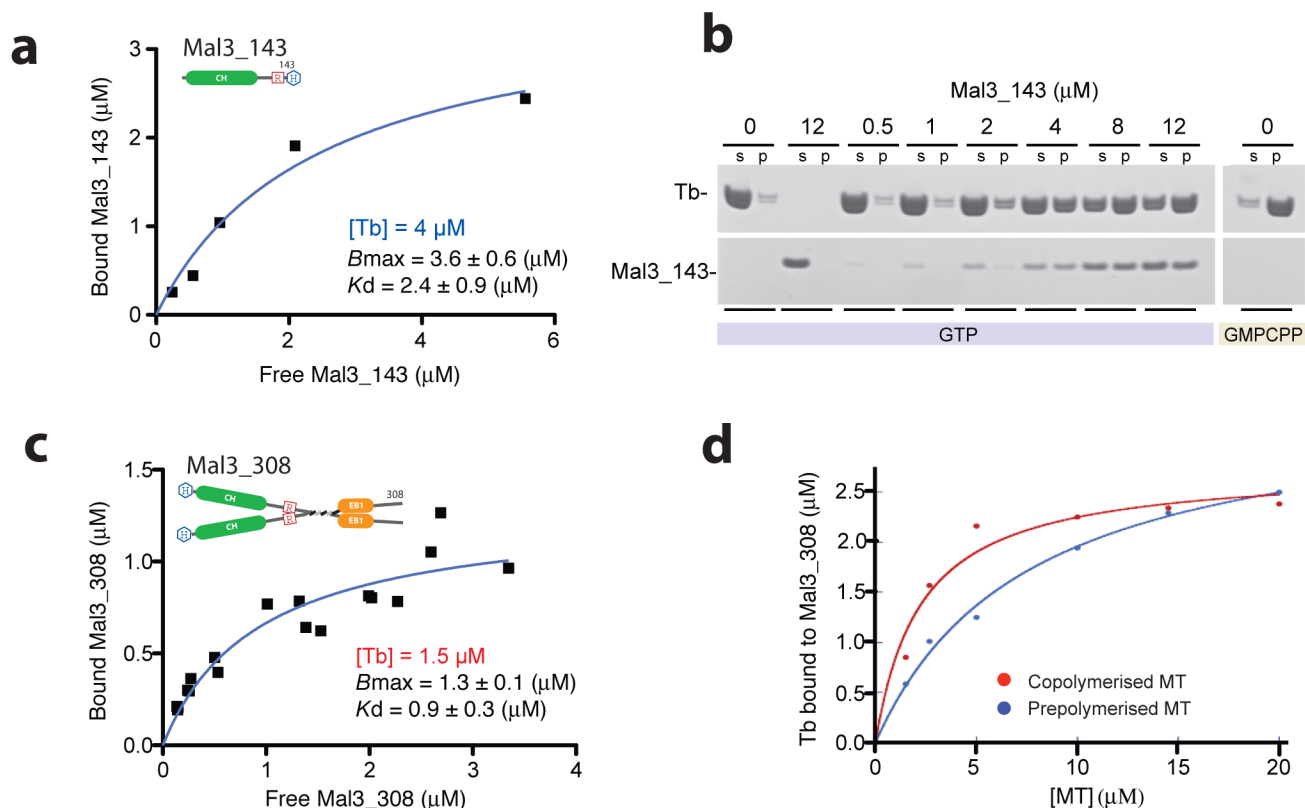 a
Mal3_143
143
CH
R
H
3
2
1
0
Bound Mal3_143 (µM)
[Tb] = 4 µM
Bmax = 3.6 ± 0.6 (µM)
Kd = 2.4 ± 0.9 (µM)
0 2 4 6
Free Mal3_143 (µM)
b
Mal3_143 (µM)
0 12 0.5 1 2 4 8 12 0
s p s p s p s p s p s p s p s p s p
Tb-
Mal3_143-
GTP
GMPCPP
c
Mal3_308
308
H
CH
R
EB1
H
CH
R
EB1
1.5
1.0
0.5
0.0
Bound Mal3_308 (µM)
[Tb] = 1.5 µM
Bmax = 1.3 ± 0.1 (µM)
Kd = 0.9 ± 0.3 (µM)
0 1 2 3 4
Free Mal3_308 (µM)
d
2.5
2.0
1.5
1.0
0.5
0.0
Tb bound to Mal3_308 (µM)
Copolymerised MT
Prepolymerised MT
0 5 10 15 20
[MT] (µM)